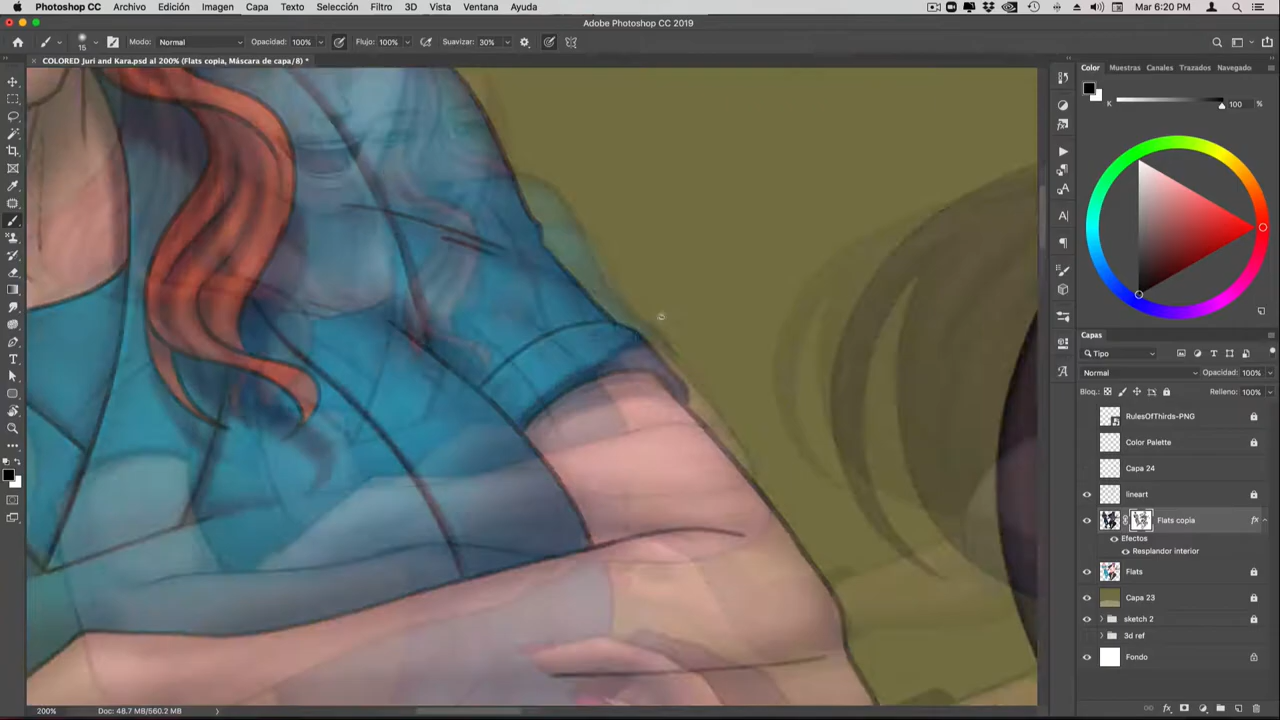 Photoshop CC Archivo Edición Imagen Capa Texto Selección Filtro 3D Vista Ventana Ayuda Mar 6:20 PM
Adobe Photoshop CC 2019
15 Modo: Normal Opacidad: 100% Flujo: 100% Suavizar: 30%
COLORED Juri and Kara.psd al 200% (Flats copia, Máscara de capa/8) *
Color Muestras Canales Trazados Navegado
K 100 %
Capas
Tipo
Normal Opacidad: 100%
Bloq.: Relleno: 100%
RulesOfThirds-PNG
Color Palette
Capa 24
lineart
Flats copia fx
Efectos
Resplandor interior
Flats
Capa 23
sketch 2
3d ref
Fondo
200% Doc: 48.7 MB/560.2 MB